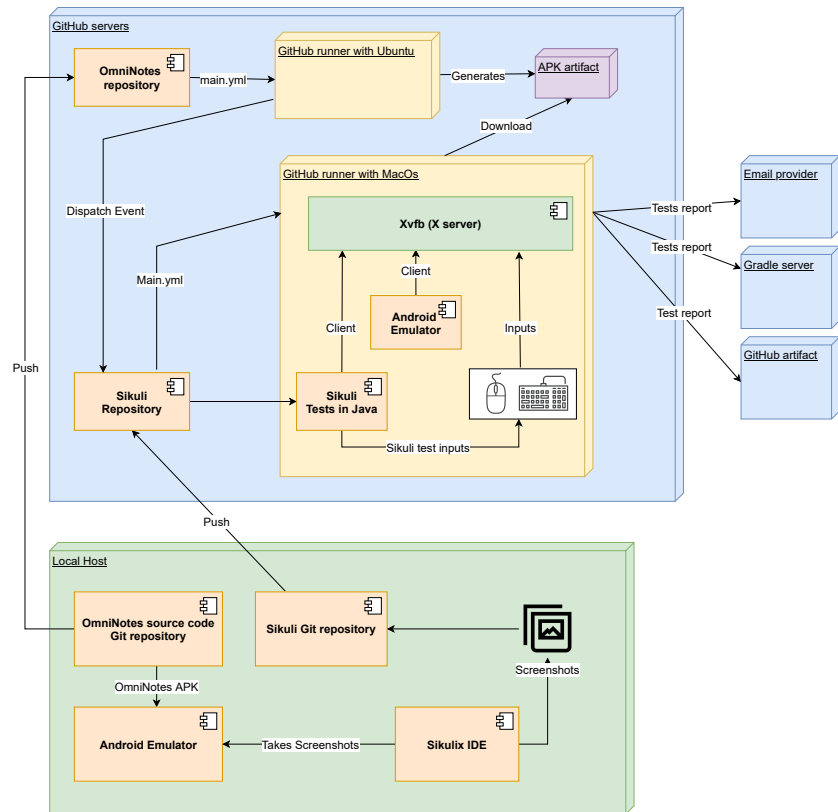 GitHub servers
OmniNotes
repository
main.yml
GitHub runner with Ubuntu
Generates
APK artifact
Download
Dispatch Event
GitHub runner with MacOs
Xvfb (X server)
Main.yml
Client
Client
Android
Emulator
Inputs
Sikuli
Repository
Sikuli
Tests in Java
Sikuli test inputs
Tests report
Email provider
Tests report
Gradle server
Test report
GitHub artifact
Push
Push
Local Host
OmniNotes source code
Git repository
Sikuli Git repository
Screenshots
OmniNotes APK
Android Emulator
Takes Screenshots
Sikulix IDE